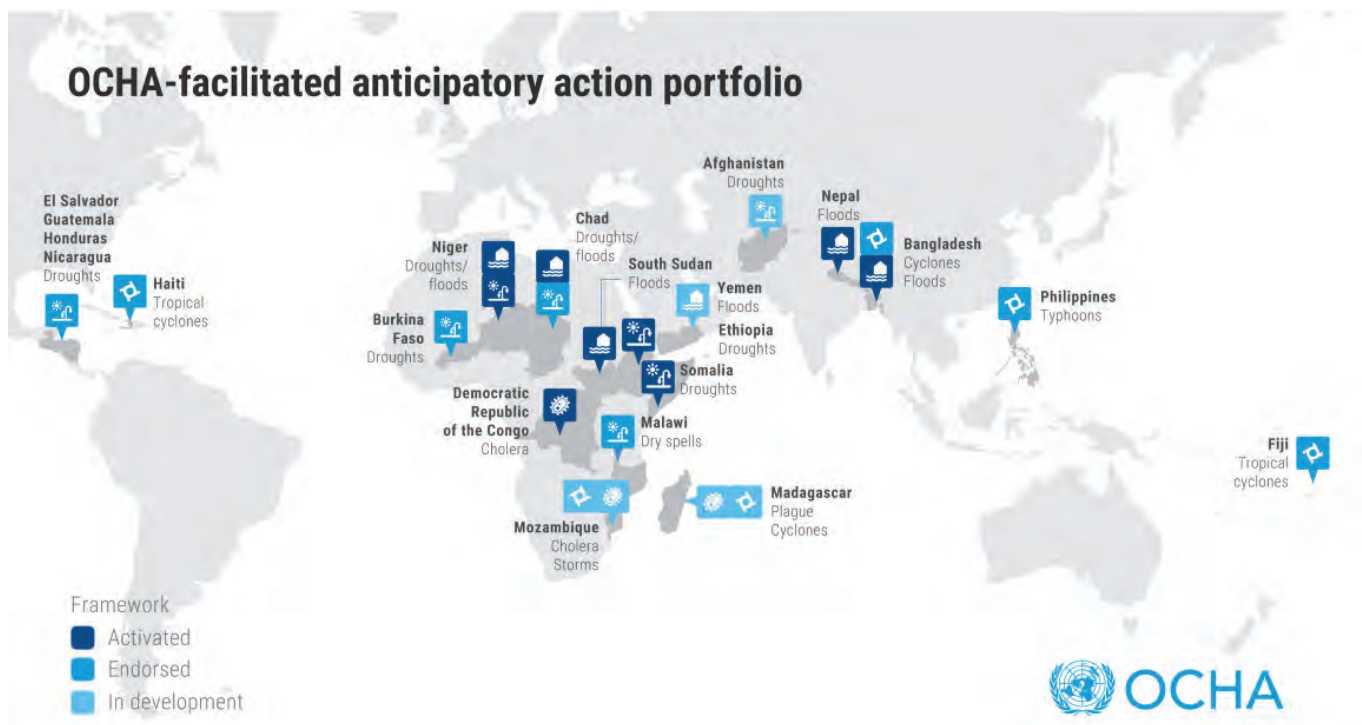 OCHA-facilitated anticipatory action portfolio
El Salvador
Guatemala
Honduras
Nicaragua
Droughts
Haiti
Tropical
cyclones
Niger
Droughts/
floods
Burkina
Faso
Droughts
Chad
Droughts/
floods
South Sudan
Floods
Democratic
Republic
of the Congo
Cholera
Afghanistan
Droughts
Yemen
Floods
Ethiopia
Droughts
Somalia
Droughts
Malawi
Dry spells
Mozambique
Cholera
Storms
Madagascar
Plague
Cyclones
Nepal
Floods
Bangladesh
Cyclones
Floods
Philippines
Typhoons
Fiji
Tropical
cyclones
Framework
Activated
Endorsed
In development
OCHA